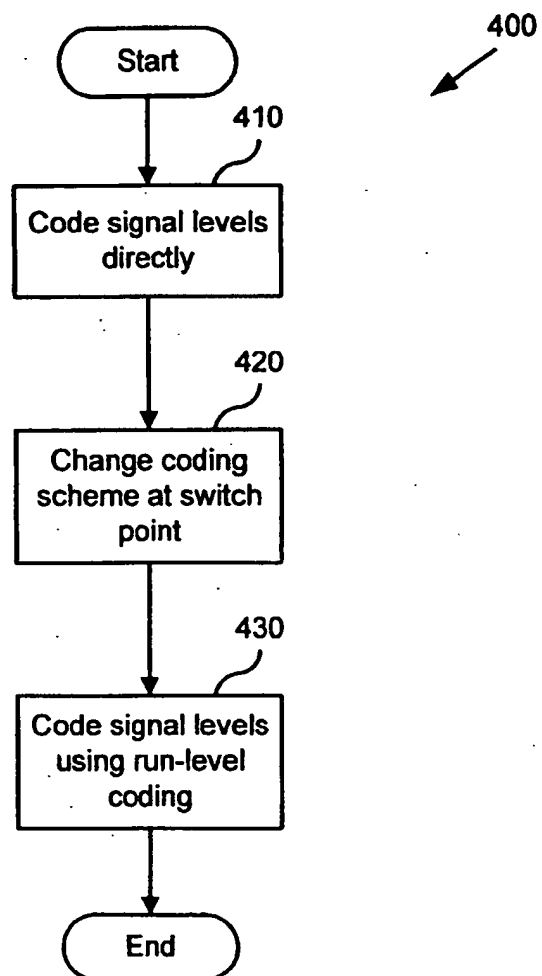 400
Start
410
Code signal levels
directly
420
Change coding
scheme at switch
point
430
Code signal levels
using run-level
coding
End